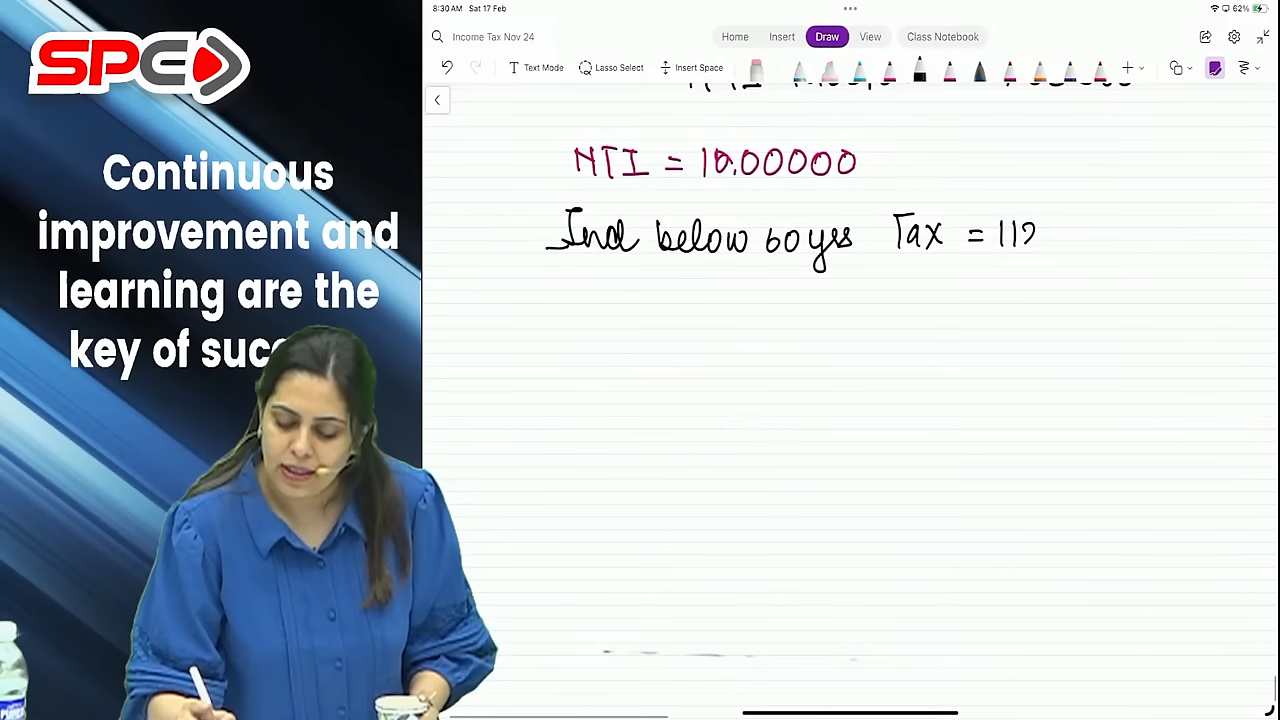 8:30 AM Sat 17 Feb
62%
SPC
Continuous
improvement and
learning are the
key of suc
Income Tax Nov 24
Home Insert Draw View Class Notebook
Text Mode Lasso Select Insert Space
NTI = 10.00000
Ind below 60 yrs Tax = 112